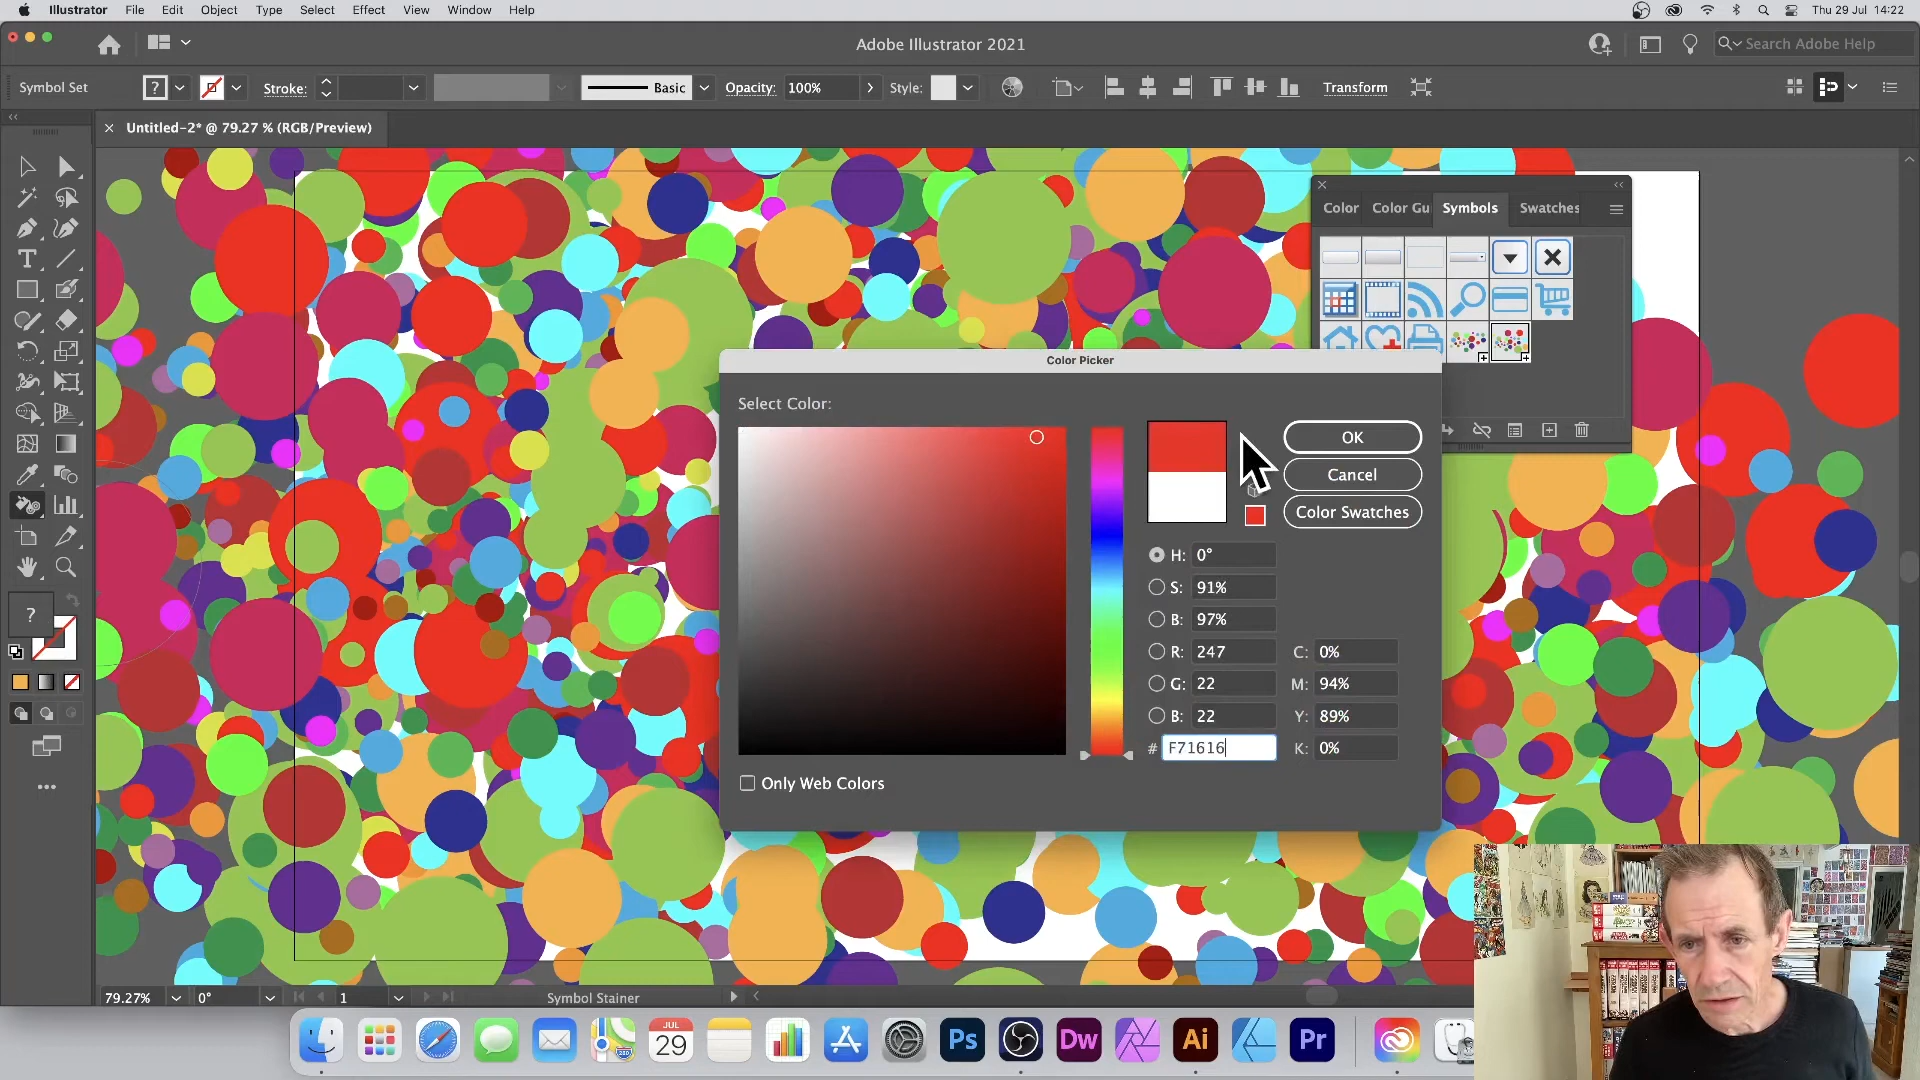 Illustrator File Edit Object Type Select Effect View Window Help
Thu 29 Jul 14:22
Adobe Illustrator 2021
Search Adobe Help
Symbol Set
?
Stroke:
Basic
Opacity: 100%
Style:
Transform
Untitled-2* @ 79.27 % (RGB/Preview)
Color Color Gu Symbols Swatches
Color Picker
Select Color:
OK
Cancel
Color Swatches
H: 0°
S: 91%
B: 97%
R: 247 C: 0%
G: 22 M: 94%
B: 22 Y: 89%
# F71616 K: 0%
Only Web Colors
?
79.27% 0° 1 Symbol Stainer
JUL
29
Ps
Dw
Ai
Pr